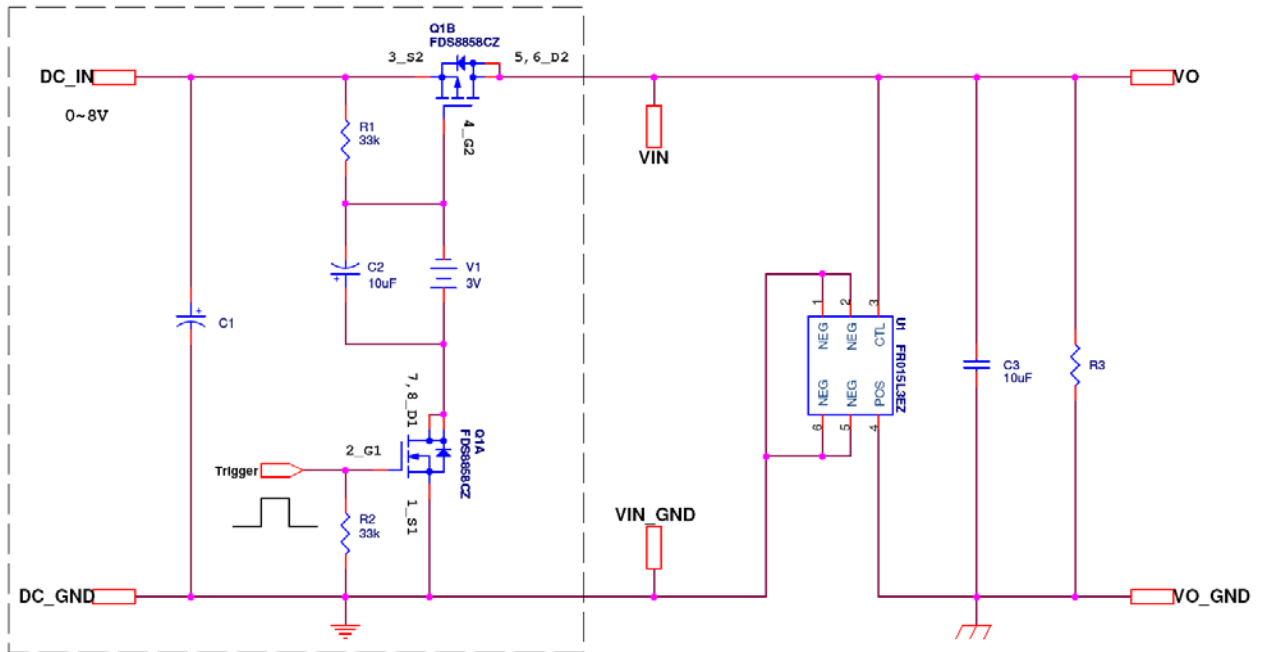 Q1B
FDS8858CZ
3_S2
5,6_D2
DC_IN
VO
0~8V
R1
33k
4_G2
VIN
C2
10uF
+
V1
3V
+
C1
1
2
3
NEG
NEG
CTL
U1
FR015L3EZ
NEG
NEG
POS
6
5
4
C3
10uF
R3
7,8_D1
Q1A
FDS8858CZ
2_G1
Trigger
1_S1
R2
33k
VIN_GND
DC_GND
VO_GND